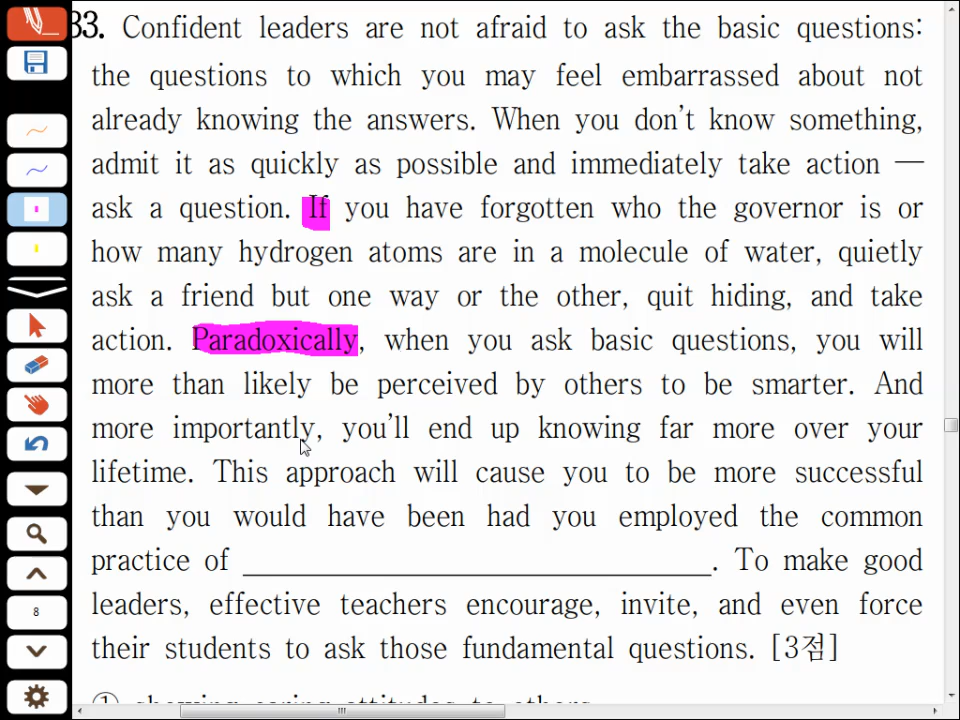 33. Confident leaders are not afraid to ask the basic questions:
the questions to which you may feel embarrassed about not
already knowing the answers. When you don't know something,
admit it as quickly as possible and immediately take action —
ask a question. If you have forgotten who the governor is or
how many hydrogen atoms are in a molecule of water, quietly
ask a friend but one way or the other, quit hiding, and take
action. Paradoxically, when you ask basic questions, you will
more than likely be perceived by others to be smarter. And
more importantly, you'll end up knowing far more over your
lifetime. This approach will cause you to be more successful
than you would have been had you employed the common
practice of ______________________________. To make good
leaders, effective teachers encourage, invite, and even force
their students to ask those fundamental questions. [3점]
① showing caring attitudes to others
8